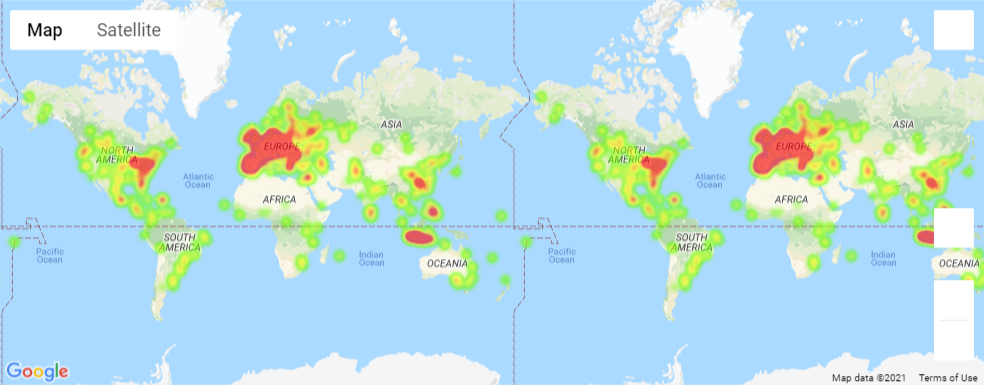 Map Satellite
ASIA ASIA
NORTH
AMERICA
EUROPE
NORTH
AMERICA
EUROPE
Atlantic
Ocean
Atlantic
Ocean
AFRICA AFRICA
SOUTH
AMERICA
SOUTH
AMERICA
Pacific
Ocean
Indian
Ocean
Pacific
Ocean
Indian
Ocean
OCEANIA OCEANIA
Google
Map data ©2021 Terms of Use